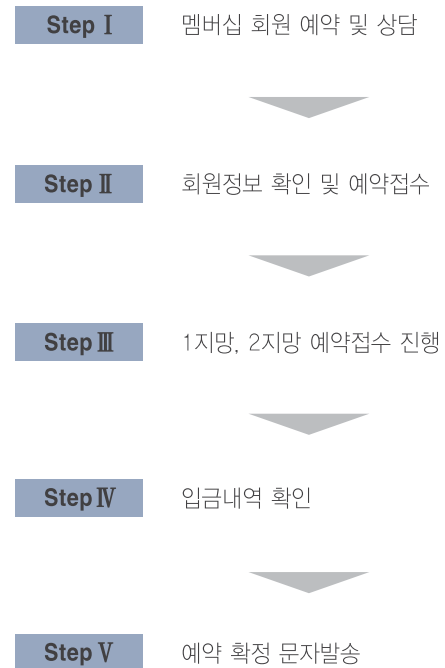 Step Ⅰ 멤버십 회원 예약 및 상담
Step Ⅱ 회원정보 확인 및 예약접수
Step Ⅲ 1지망, 2지망 예약접수 진행
Step Ⅳ 입금내역 확인
Step Ⅴ 예약 확정 문자발송